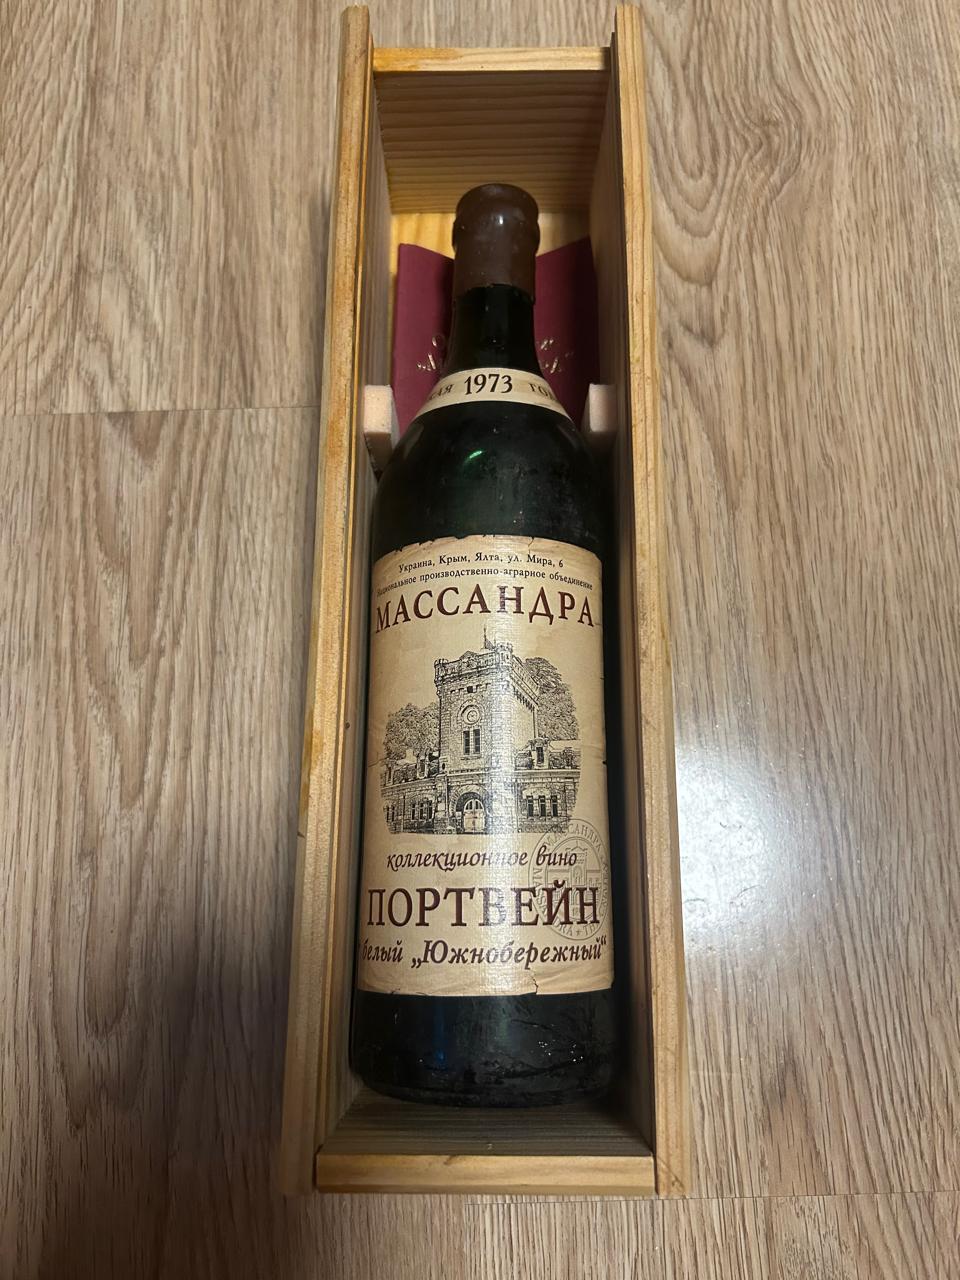 1973
Украина, Крым, Ялта, ул. Мира, 6
Национальное производственно-аграрное объединение
МАССАНДРА
коллекционное вино
ПОРТВЕЙН
белый „Южнобережный“